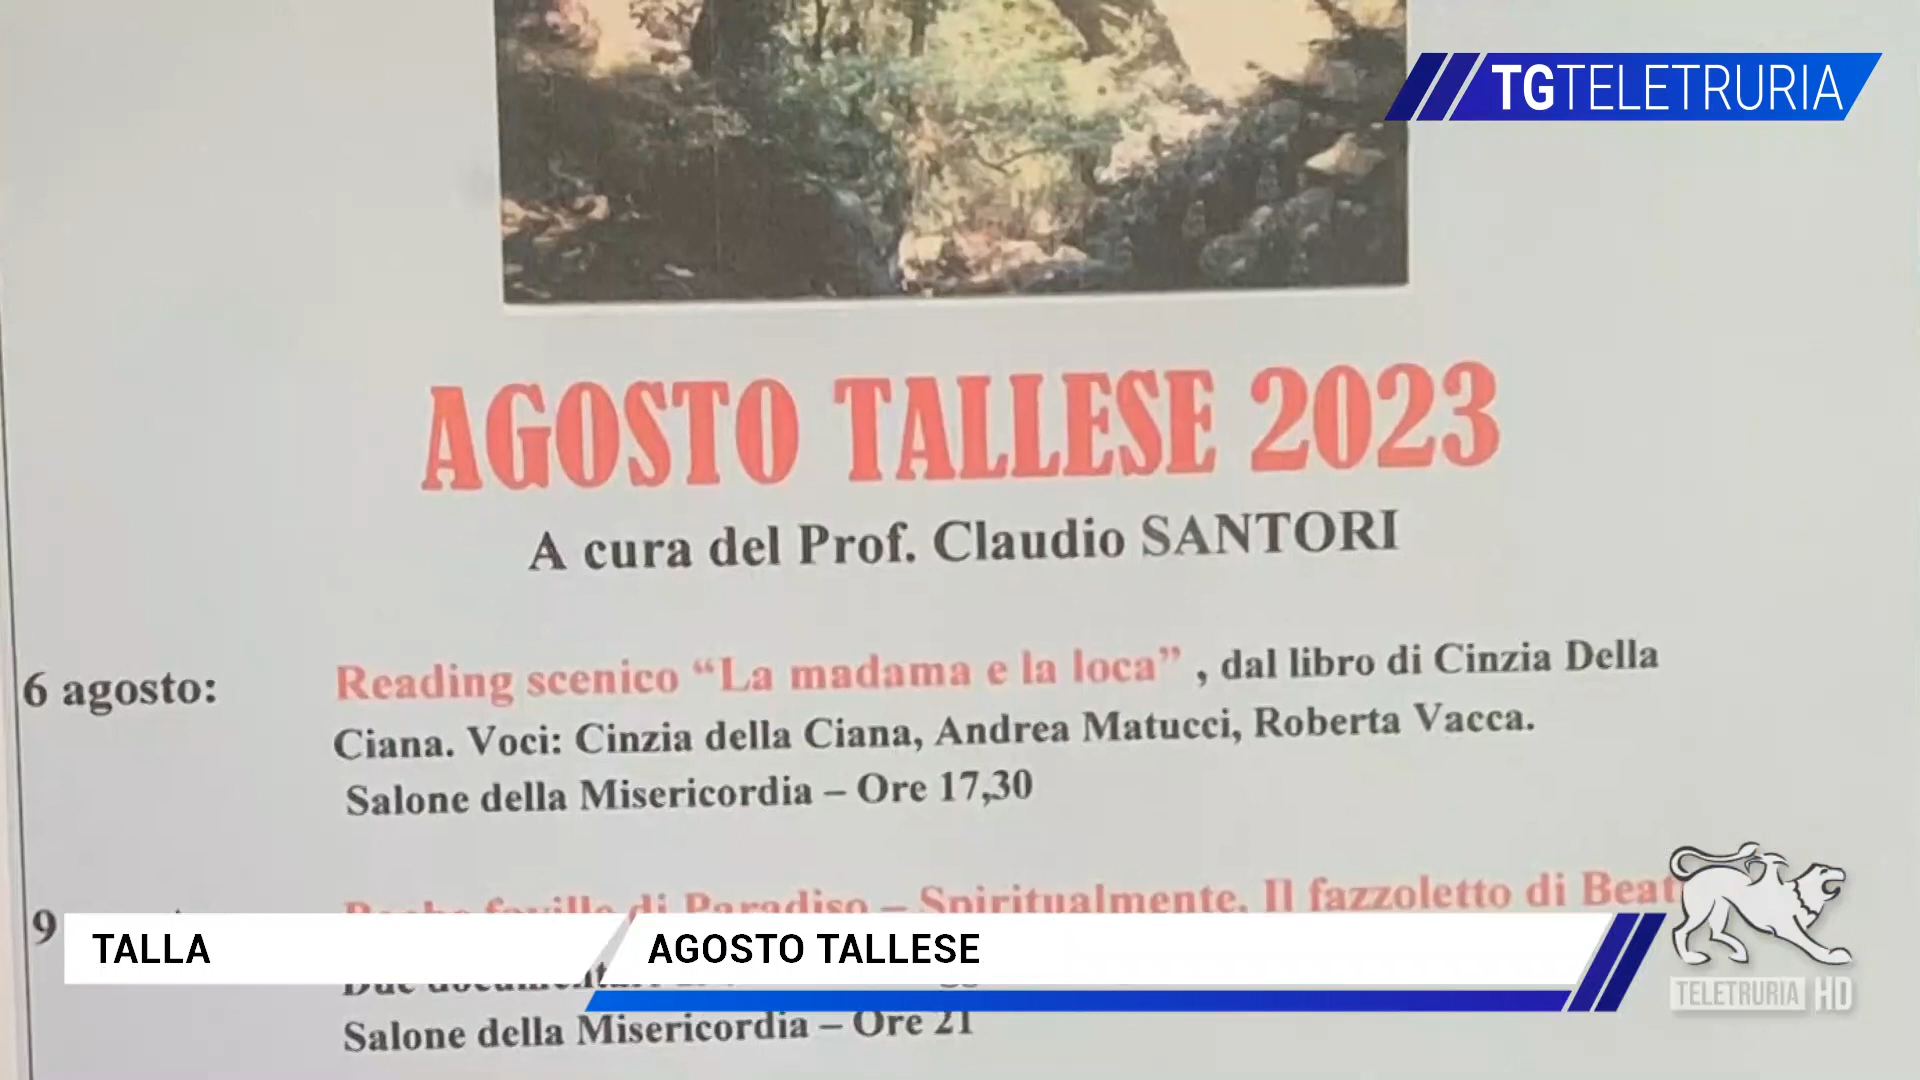 TGTELETRURIA
AGOSTO TALLESE 2023
A cura del Prof. Claudio SANTORI
6 agosto: Reading scenico “La madama e la loca” , dal libro di Cinzia Della
Ciana. Voci: Cinzia della Ciana, Andrea Matucci, Roberta Vacca.
Salone della Misericordia – Ore 17,30
9 di Paradiso – Spiritualmente. Il fazzoletto di Beat
TALLA AGOSTO TALLESE
Salone della Misericordia – Ore 21
TELETRURIA HD